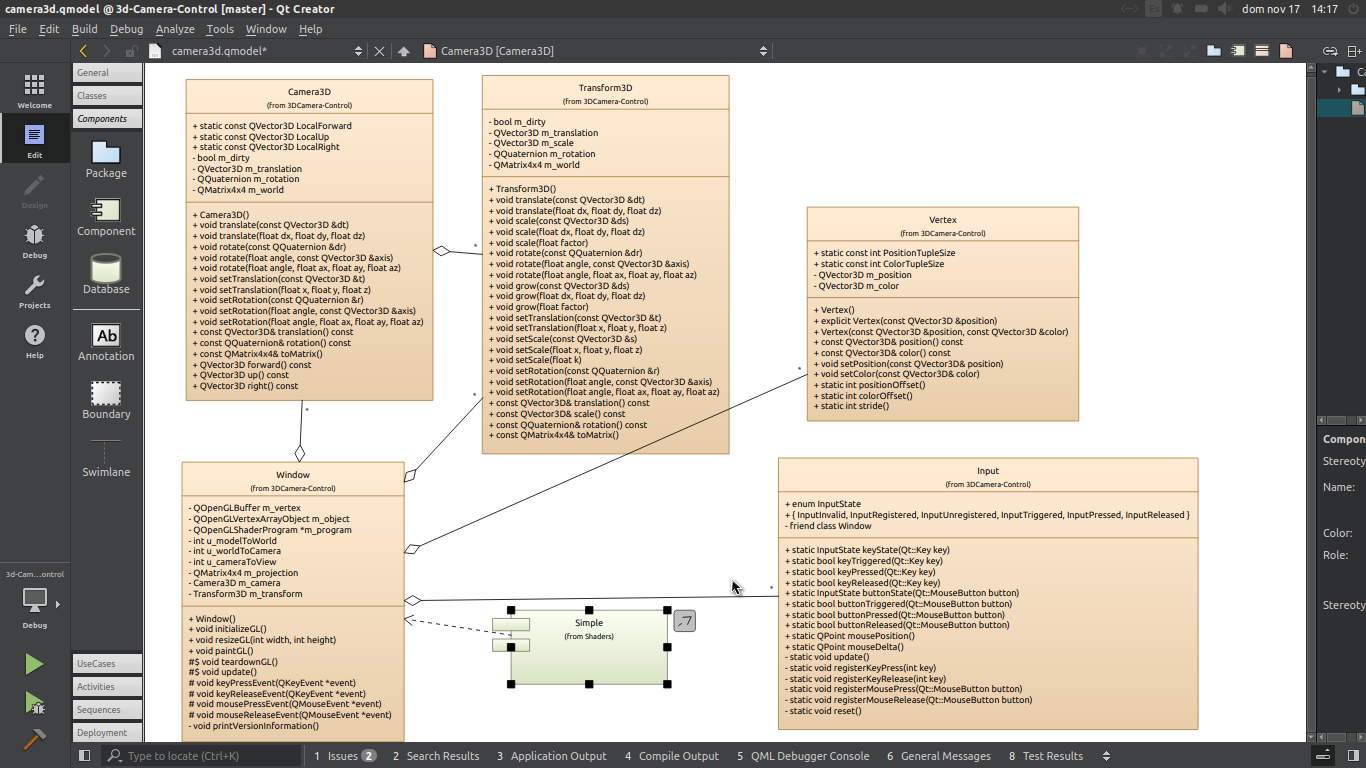 camera3d.qmodel @ 3d-Camera-Control [master] - Qt Creator
Es
dom nov 17
14:17
File Edit Build Debug Analyze Tools Window Help
camera3d.qmodel*
Camera3D [Camera3D]
Welcome
Edit
Design
Debug
Projects
Help
3d-Cam...ontrol
Debug
General
Classes
Components
Package
Component
Database
Ab
Annotation
Boundary
Swimlane
UseCases
Activities
Sequences
Deployment
Camera3D
(from 3DCamera-Control)
+ static const QVector3D LocalForward
+ static const QVector3D LocalUp
+ static const QVector3D LocalRight
- bool m_dirty
- QVector3D m_translation
- QQuaternion m_rotation
- QMatrix4x4 m_world
+ Camera3D()
+ void translate(const QVector3D &dt)
+ void translate(float dx, float dy, float dz)
+ void rotate(const QQuaternion &dr)
+ void rotate(float angle, const QVector3D &axis)
+ void rotate(float angle, float ax, float ay, float az)
+ void setTranslation(const QVector3D &t)
+ void setTranslation(float x, float y, float z)
+ void setRotation(const QQuaternion &r)
+ void setRotation(float angle, const QVector3D &axis)
+ void setRotation(float angle, float ax, float ay, float az)
+ const QVector3D& translation() const
+ const QQuaternion& rotation() const
+ const QMatrix4x4& toMatrix()
+ QVector3D forward() const
+ QVector3D up() const
+ QVector3D right() const
*
*
Transform3D
(from 3DCamera-Control)
- bool m_dirty
- QVector3D m_translation
- QVector3D m_scale
- QQuaternion m_rotation
- QMatrix4x4 m_world
+ Transform3D()
+ void translate(const QVector3D &dt)
+ void translate(float dx, float dy, float dz)
+ void scale(const QVector3D &ds)
+ void scale(float dx, float dy, float dz)
+ void scale(float factor)
+ void rotate(const QQuaternion &dr)
+ void rotate(float angle, const QVector3D &axis)
+ void rotate(float angle, float ax, float ay, float az)
+ void grow(const QVector3D &ds)
+ void grow(float dx, float dy, float dz)
+ void grow(float factor)
+ void setTranslation(const QVector3D &t)
+ void setTranslation(float x, float y, float z)
+ void setScale(const QVector3D &s)
+ void setScale(float x, float y, float z)
+ void setScale(float k)
+ void setRotation(const QQuaternion &r)
+ void setRotation(float angle, const QVector3D &axis)
+ void setRotation(float angle, float ax, float ay, float az)
+ const QVector3D& translation() const
+ const QVector3D& scale() const
+ const QQuaternion& rotation() const
+ const QMatrix4x4& toMatrix()
*
*
Vertex
(from 3DCamera-Control)
+ static const int PositionTupleSize
+ static const int ColorTupleSize
- QVector3D m_position
- QVector3D m_color
+ Vertex()
+ explicit Vertex(const QVector3D &position)
+ Vertex(const QVector3D &position, const QVector3D &color)
+ const QVector3D& position() const
+ const QVector3D& color() const
+ void setPosition(const QVector3D& position)
+ void setColor(const QVector3D& color)
+ static int positionOffset()
+ static int colorOffset()
+ static int stride()
Window
(from 3DCamera-Control)
- QOpenGLBuffer m_vertex
- QOpenGLVertexArrayObject m_object
- QOpenGLShaderProgram *m_program
- int u_modelToWorld
- int u_worldToCamera
- int u_cameraToView
- QMatrix4x4 m_projection
- Camera3D m_camera
- Transform3D m_transform
+ Window()
+ void initializeGL()
+ void resizeGL(int width, int height)
+ void paintGL()
#$ void teardownGL()
#$ void update()
# void keyPressEvent(QKeyEvent *event)
# void keyReleaseEvent(QKeyEvent *event)
# void mousePressEvent(QMouseEvent *event)
# void mouseReleaseEvent(QMouseEvent *event)
- void printVersionInformation()
Simple
(from Shaders)
*
Input
(from 3DCamera-Control)
+ enum InputState
+ { InputInvalid, InputRegistered, InputUnregistered, InputTriggered, InputPressed, InputReleased }
- friend class Window
+ static InputState keyState(Qt::Key key)
+ static bool keyTriggered(Qt::Key key)
+ static bool keyPressed(Qt::Key key)
+ static bool keyReleased(Qt::Key key)
+ static InputState buttonState(Qt::MouseButton button)
+ static bool buttonTriggered(Qt::MouseButton button)
+ static bool buttonPressed(Qt::MouseButton button)
+ static bool buttonReleased(Qt::MouseButton button)
+ static QPoint mousePosition()
+ static QPoint mouseDelta()
- static void update()
- static void registerKeyPress(int key)
- static void registerKeyRelease(int key)
- static void registerMousePress(Qt::MouseButton button)
- static void registerMouseRelease(Qt::MouseButton button)
- static void reset()
Ca
Compon
Stereoty
Name:
Color:
Role:
Stereoty
Type to locate (Ctrl+K)
1 Issues 2
2 Search Results
3 Application Output
4 Compile Output
5 QML Debugger Console
6 General Messages
8 Test Results